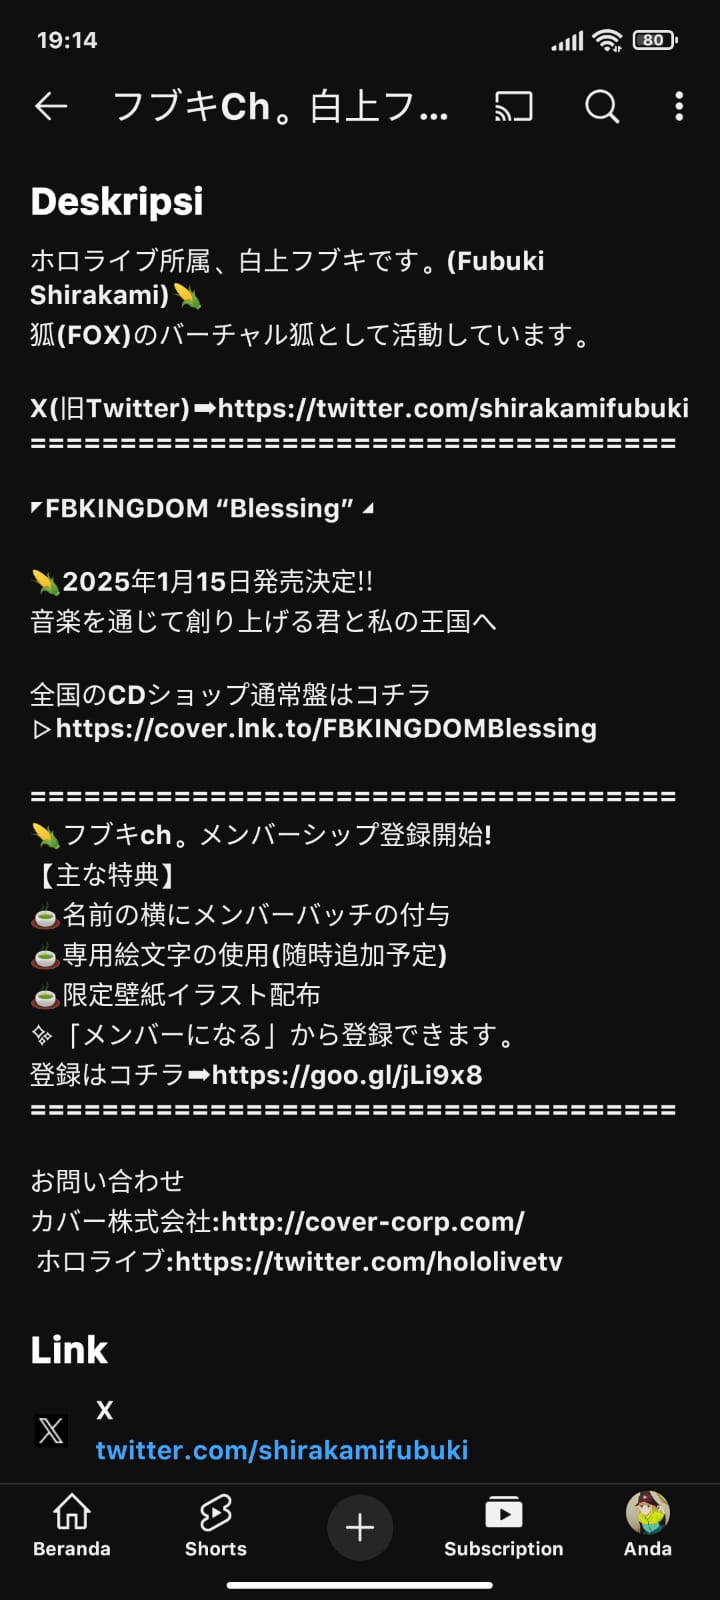 19:14
80
フブキCh。白上フ...
Deskripsi
ホロライブ所属、白上フブキです。(Fubuki
Shirakami)🌽
狐(FOX)のバーチャル狐として活動しています。
X(旧Twitter)➡https://twitter.com/shirakamifubuki
====================================
◤FBKINGDOM “Blessing” ◢
🌽2025年1月15日発売決定!!
音楽を通じて創り上げる君と私の王国へ
全国のCDショップ通常盤はコチラ
▷https://cover.lnk.to/FBKINGDOMBlessing
====================================
🌽フブキch。メンバーシップ登録開始!
【主な特典】
🍵名前の横にメンバーバッチの付与
🍵専用絵文字の使用(随時追加予定)
🍵限定壁紙イラスト配布
✨「メンバーになる」から登録できます。
登録はコチラ➡https://goo.gl/jLi9x8
====================================
お問い合わせ
カバー株式会社:http://cover-corp.com/
ホロライブ:https://twitter.com/hololivetv
Link
X
twitter.com/shirakamifubuki
Beranda
Shorts
Subscription
Anda